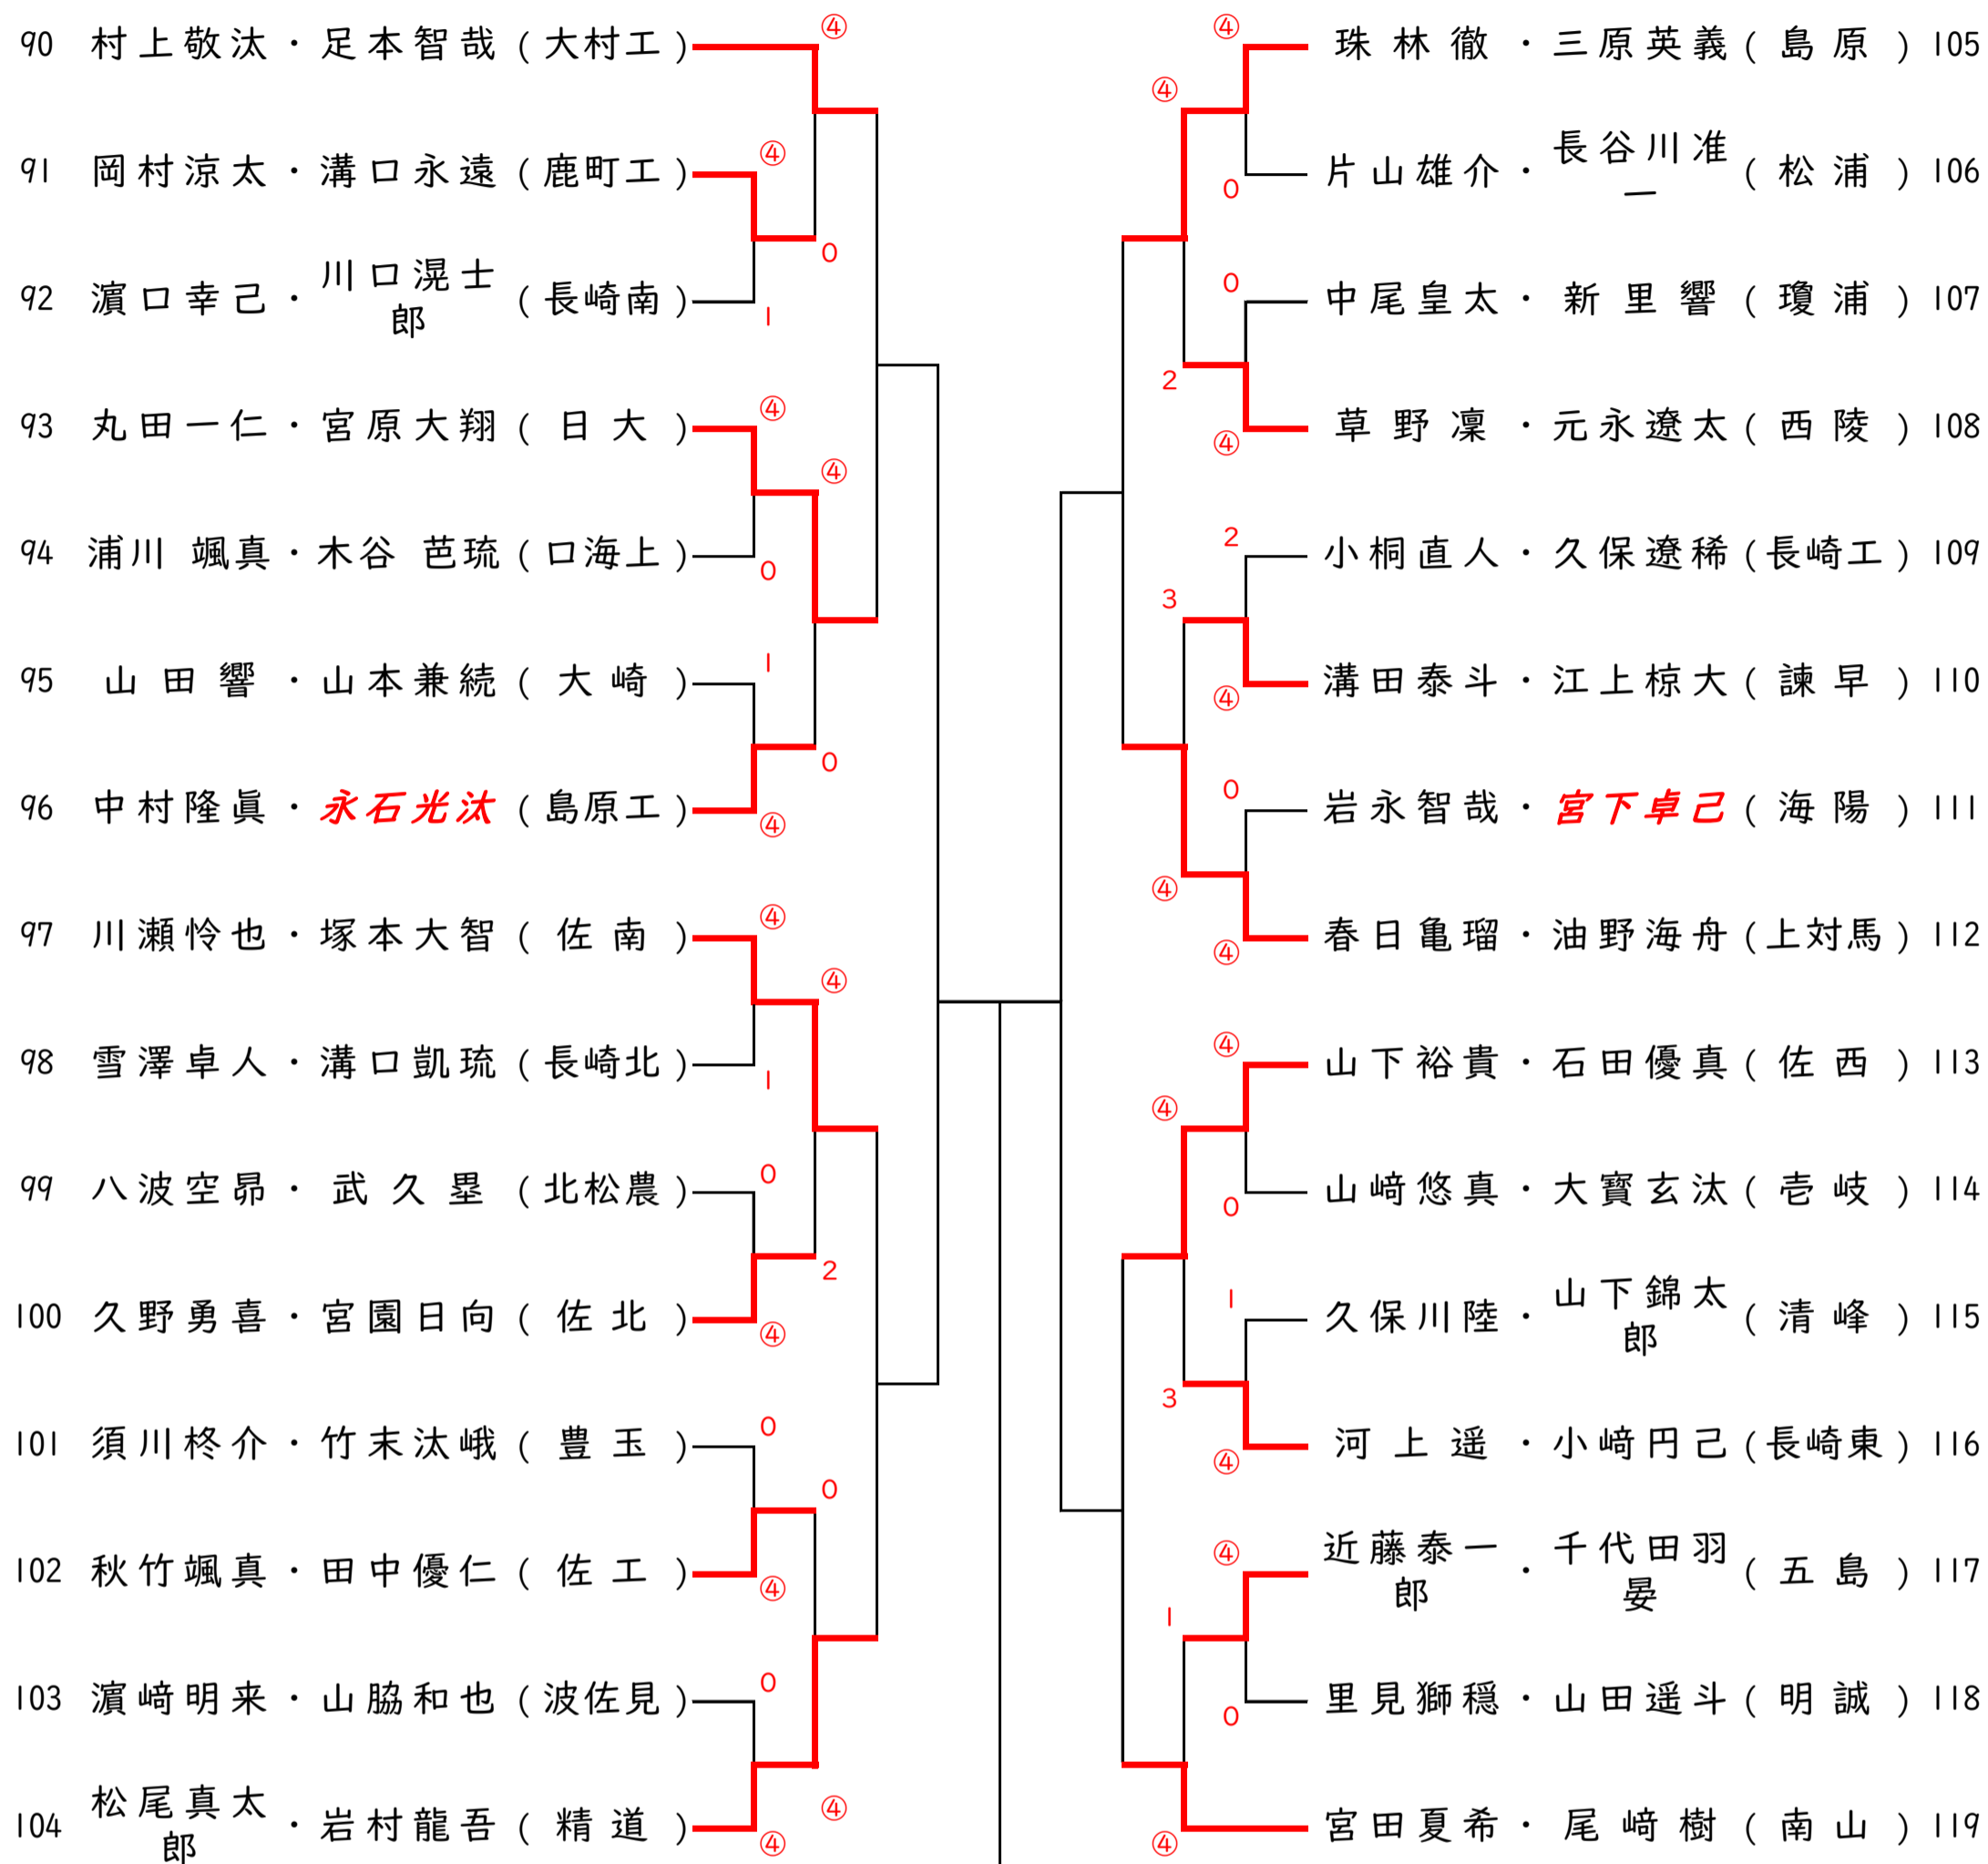 ④ ④
90 村上敬汰・足本智哉(大村工) 珠林徹・三原英義(島原) 105
④ ④
91 岡村涼太・溝口永遠(鹿町工) 片山雄介・長谷川准一(松浦) 106
0 0
92 濵口幸己・川口滉士郎(長崎南) 中尾皇太・新里響(瓊浦) 107
1 0
④ 2
93 丸田一仁・宮原大翔(日大) 草野凜・元永遼太(西陵) 108
④ ④
94 浦川颯真・木谷芭琉(口海上) 小桐直人・久保遼稀(長崎工) 109
0 2
1 3
95 山田響・山本兼続(大崎) 溝田泰斗・江上椋大(諫早) 110
0 ④
96 中村隆眞・永石光汰(島原工) 岩永智哉・宮下卓己(海陽) 111
④ 0
④ ④
97 川瀬怜也・塚本大智(佐南) 春日亀瑠・油野海舟(上対馬) 112
④ ④
98 雪澤卓人・溝口凱琉(長崎北) 山下裕貴・石田優真(佐西) 113
1 ④
0 ④
99 八波空昴・武久塁(北松農) 山﨑悠真・大寳玄汰(壱岐) 114
2 0
100 久野勇喜・宮園日向(佐北) 久保川陸・山下錦太郎(清峰) 115
④ 1
0 3
101 須川柊介・竹末汰峨(豊玉) 河上遥・小﨑円己(長崎東) 116
0 ④
102 秋竹颯真・田中優仁(佐工) 近藤泰一郎・千代田羽晏(五島) 117
④ ④
0 1
103 濵﨑明来・山脇和也(波佐見) 里見獅穏・山田遥斗(明誠) 118
④ 0
104 松尾真太郎・岩村龍吾(精道) 宮田夏希・尾﨑樹(南山) 119
④ ④